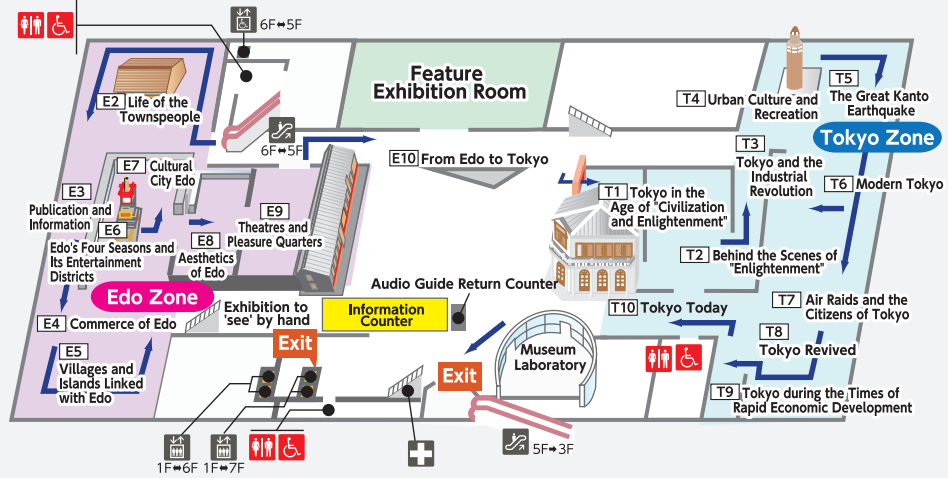 6F⬌5F
Feature
Exhibition Room
E2 Life of the
Townspeople
6F⬌5F
E7 Cultural
City Edo
E3
Publication and
Information
E6
Edo's Four Seasons and
Its Entertainment
Districts
E8
Aesthetics
of Edo
E9
Theatres and
Pleasure Quarters
E10 From Edo to Tokyo
Edo Zone
E4 Commerce of Edo
E5
Villages and
Islands Linked
with Edo
Exhibition to
'see' by hand
Exit
Information
Counter
Audio Guide Return Counter
Exit
Museum
Laboratory
T4 Urban Culture and
Recreation
T5
The Great Kanto
Earthquake
Tokyo Zone
T3
Tokyo and the
Industrial
Revolution
T6 Modern Tokyo
T1 Tokyo in the
Age of "Civilization
and Enlightenment"
T2 Behind the Scenes of
"Enlightenment"
T10 Tokyo Today
T7 Air Raids and the
Citizens of Tokyo
T8
Tokyo Revived
T9 Tokyo during the Times of
Rapid Economic Development
1F⬌6F
1F⬌7F
5F➡3F